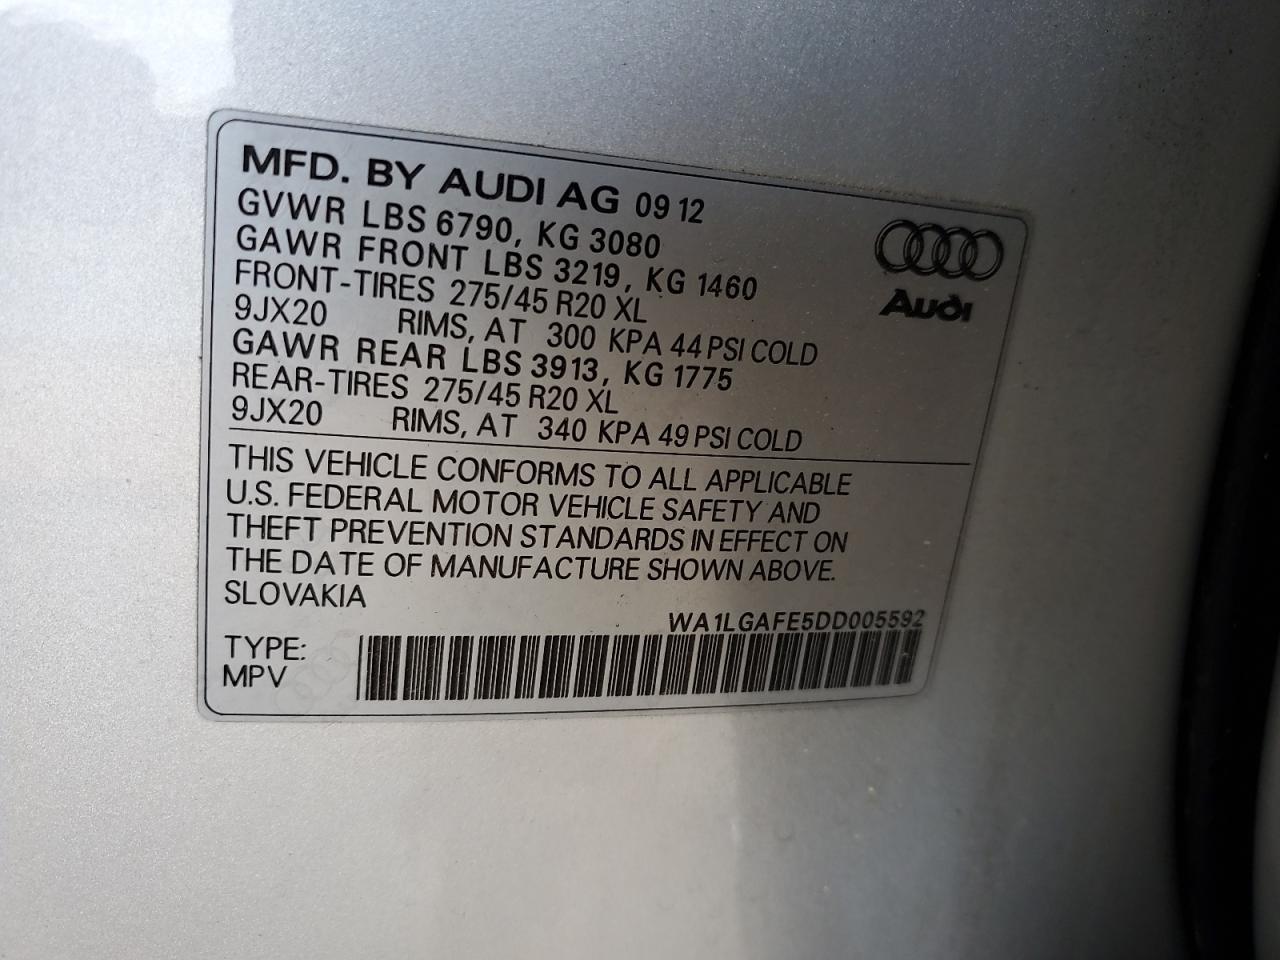 MFD. BY AUDI AG 09 12
GVWR LBS 6790, KG 3080
GAWR FRONT LBS 3219, KG 1460
FRONT-TIRES 275/45 R20 XL
9JX20 RIMS, AT 300 KPA 44 PSI COLD
GAWR REAR LBS 3913, KG 1775
REAR-TIRES 275/45 R20 XL
9JX20 RIMS, AT 340 KPA 49 PSI COLD
Audi
THIS VEHICLE CONFORMS TO ALL APPLICABLE
U.S. FEDERAL MOTOR VEHICLE SAFETY AND
THEFT PREVENTION STANDARDS IN EFFECT ON
THE DATE OF MANUFACTURE SHOWN ABOVE.
SLOVAKIA
WA1LGAFE5DD005592
TYPE:
MPV